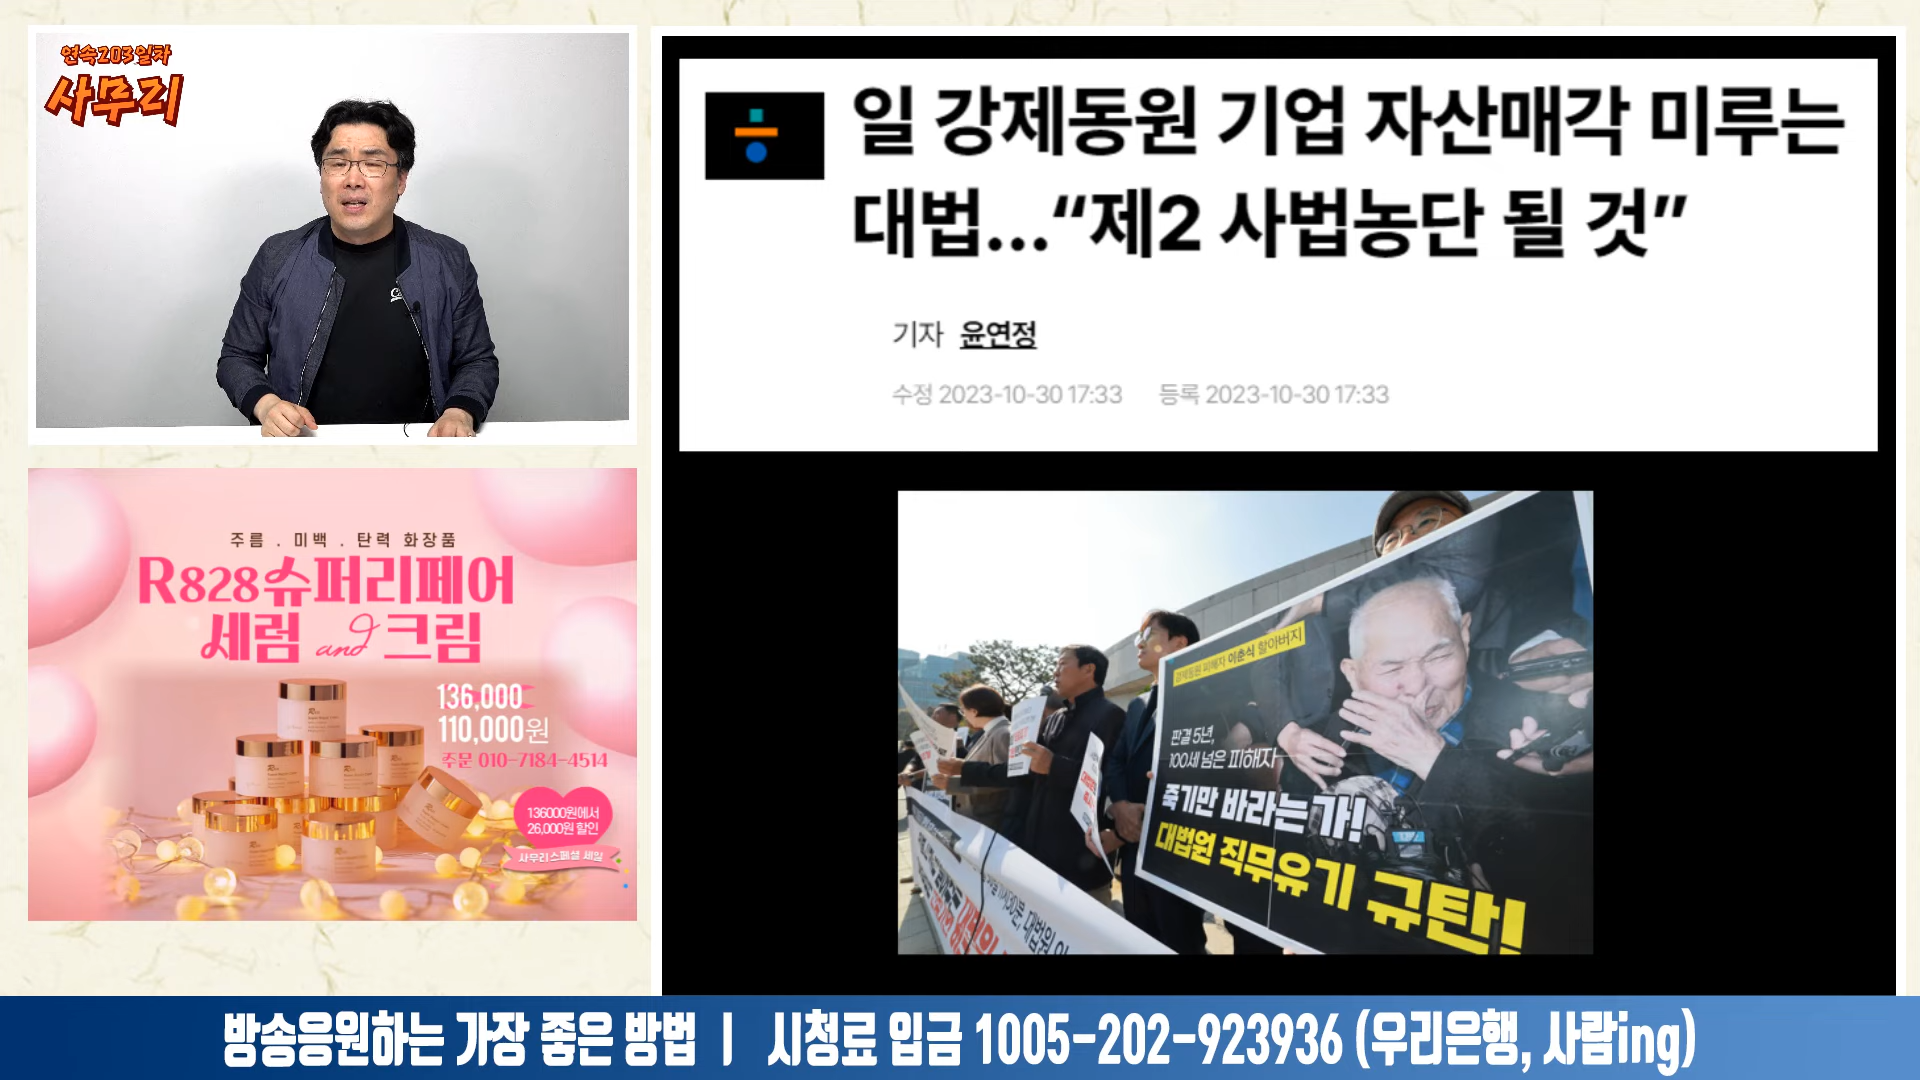 연속203일차
사무리
일 강제동원 기업 자산매각 미루는
대법...“제2 사법농단 될 것”
기자 윤연정
수정 2023-10-30 17:33 등록 2023-10-30 17:33
주름 . 미백 . 탄력 화장품
R828슈퍼리페어
세럼 and 크림
136,000
110,000원
주문 010-7184-4514
136000원에서
26,000원 할인
사무리스페셜 세일
강제동원 피해자 이춘식 할아버지
판결 5년,
100세 넘은 피해자
죽기만 바라는가!
대법원 직무유기 규탄!
방송응원하는 가장 좋은 방법 | 시청료 입금 1005-202-923936 (우리은행, 사람ing)